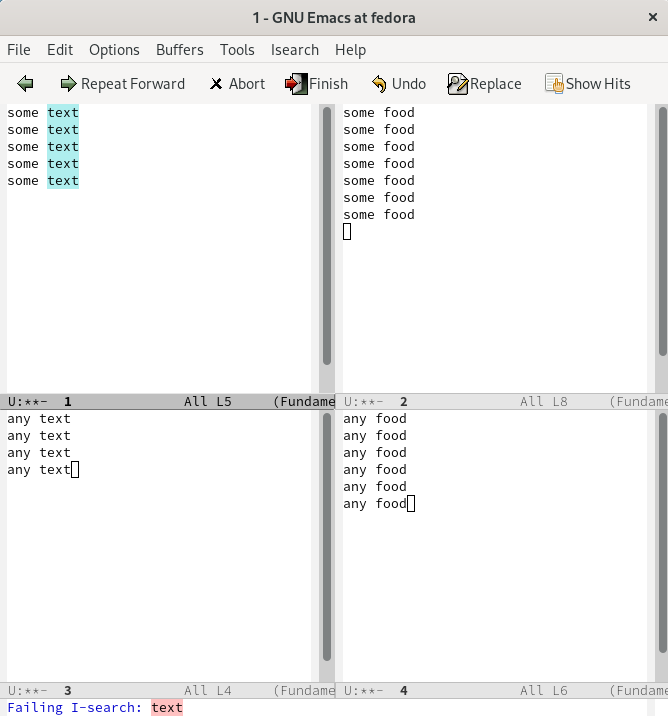 1 - GNU Emacs at fedora ×
File Edit Options Buffers Tools Isearch Help
Repeat Forward Abort Finish Undo Replace Show Hits
some text
some text
some text
some text
some text
U:**-  1 All L5 (Fundame
some food
some food
some food
some food
some food
some food
some food
U:**-  2 All L8 (Fundame
any text
any text
any text
any text
U:**-  3 All L4 (Fundame
any food
any food
any food
any food
any food
any food
U:**-  4 All L6 (Fundame
Failing I-search: text